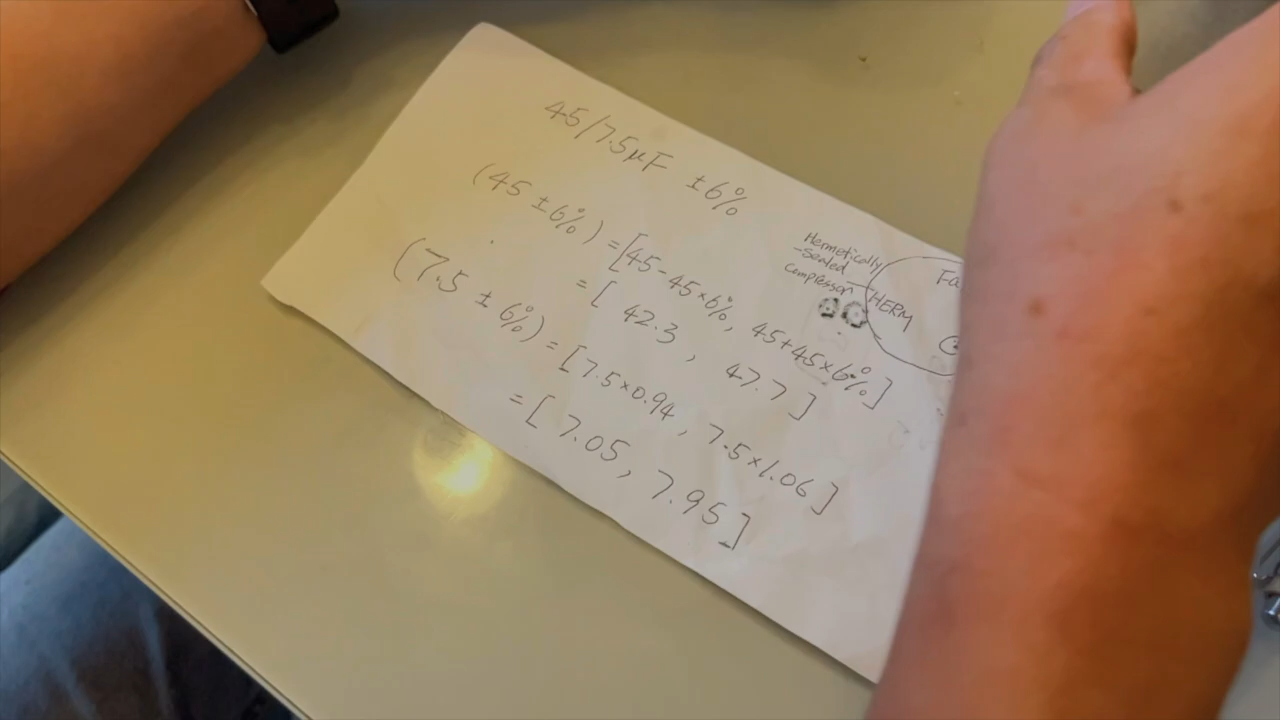 45/7.5μF ±6%
(45 ±6%) = [45-45×6%, 45+45×6%]
= [42.3, 47.7]
(7.5 ±6%) = [7.5×0.94, 7.5×1.06]
= [7.05, 7.95]
Hermetically
-sealed
compressor
HERM
Fa
C